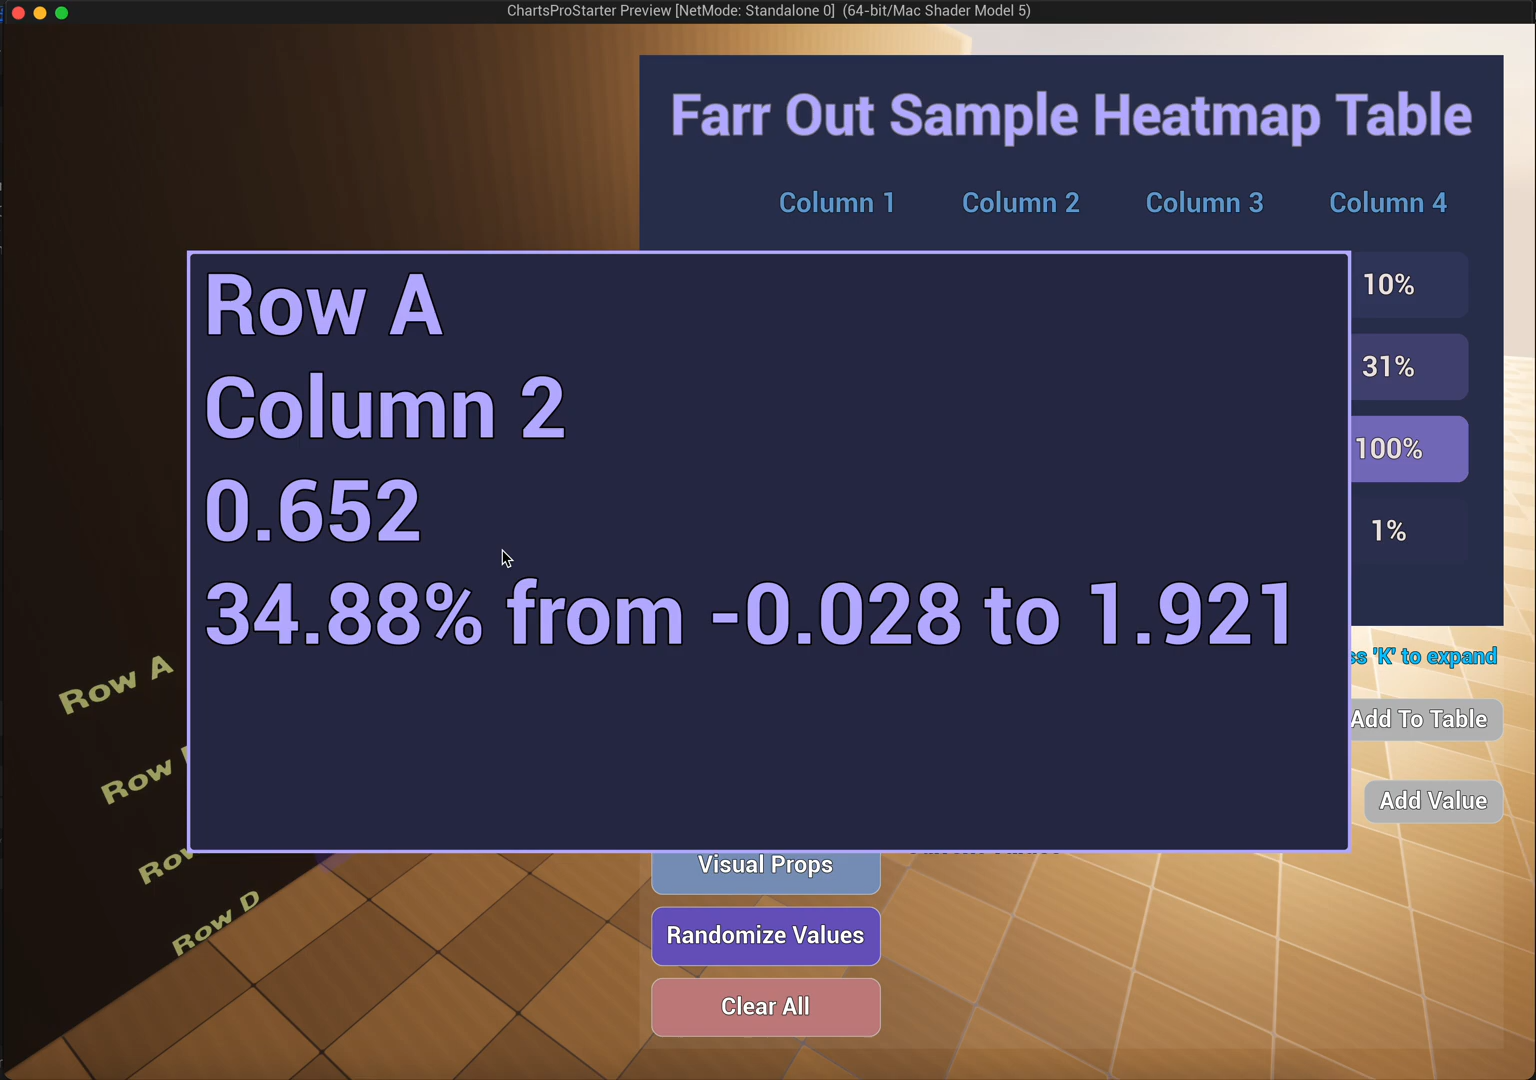 ChartsProStarter Preview [NetMode: Standalone 0] (64-bit/Mac Shader Model 5)
Farr Out Sample Heatmap Table
Column 1 Column 2 Column 3 Column 4
10%
31%
100%
1%
Row A
Column 2
0.652
34.88% from -0.028 to 1.921
'K' to expand
Add To Table
Add Value
Row A
Row
Row D
Visual Props
Randomize Values
Clear All